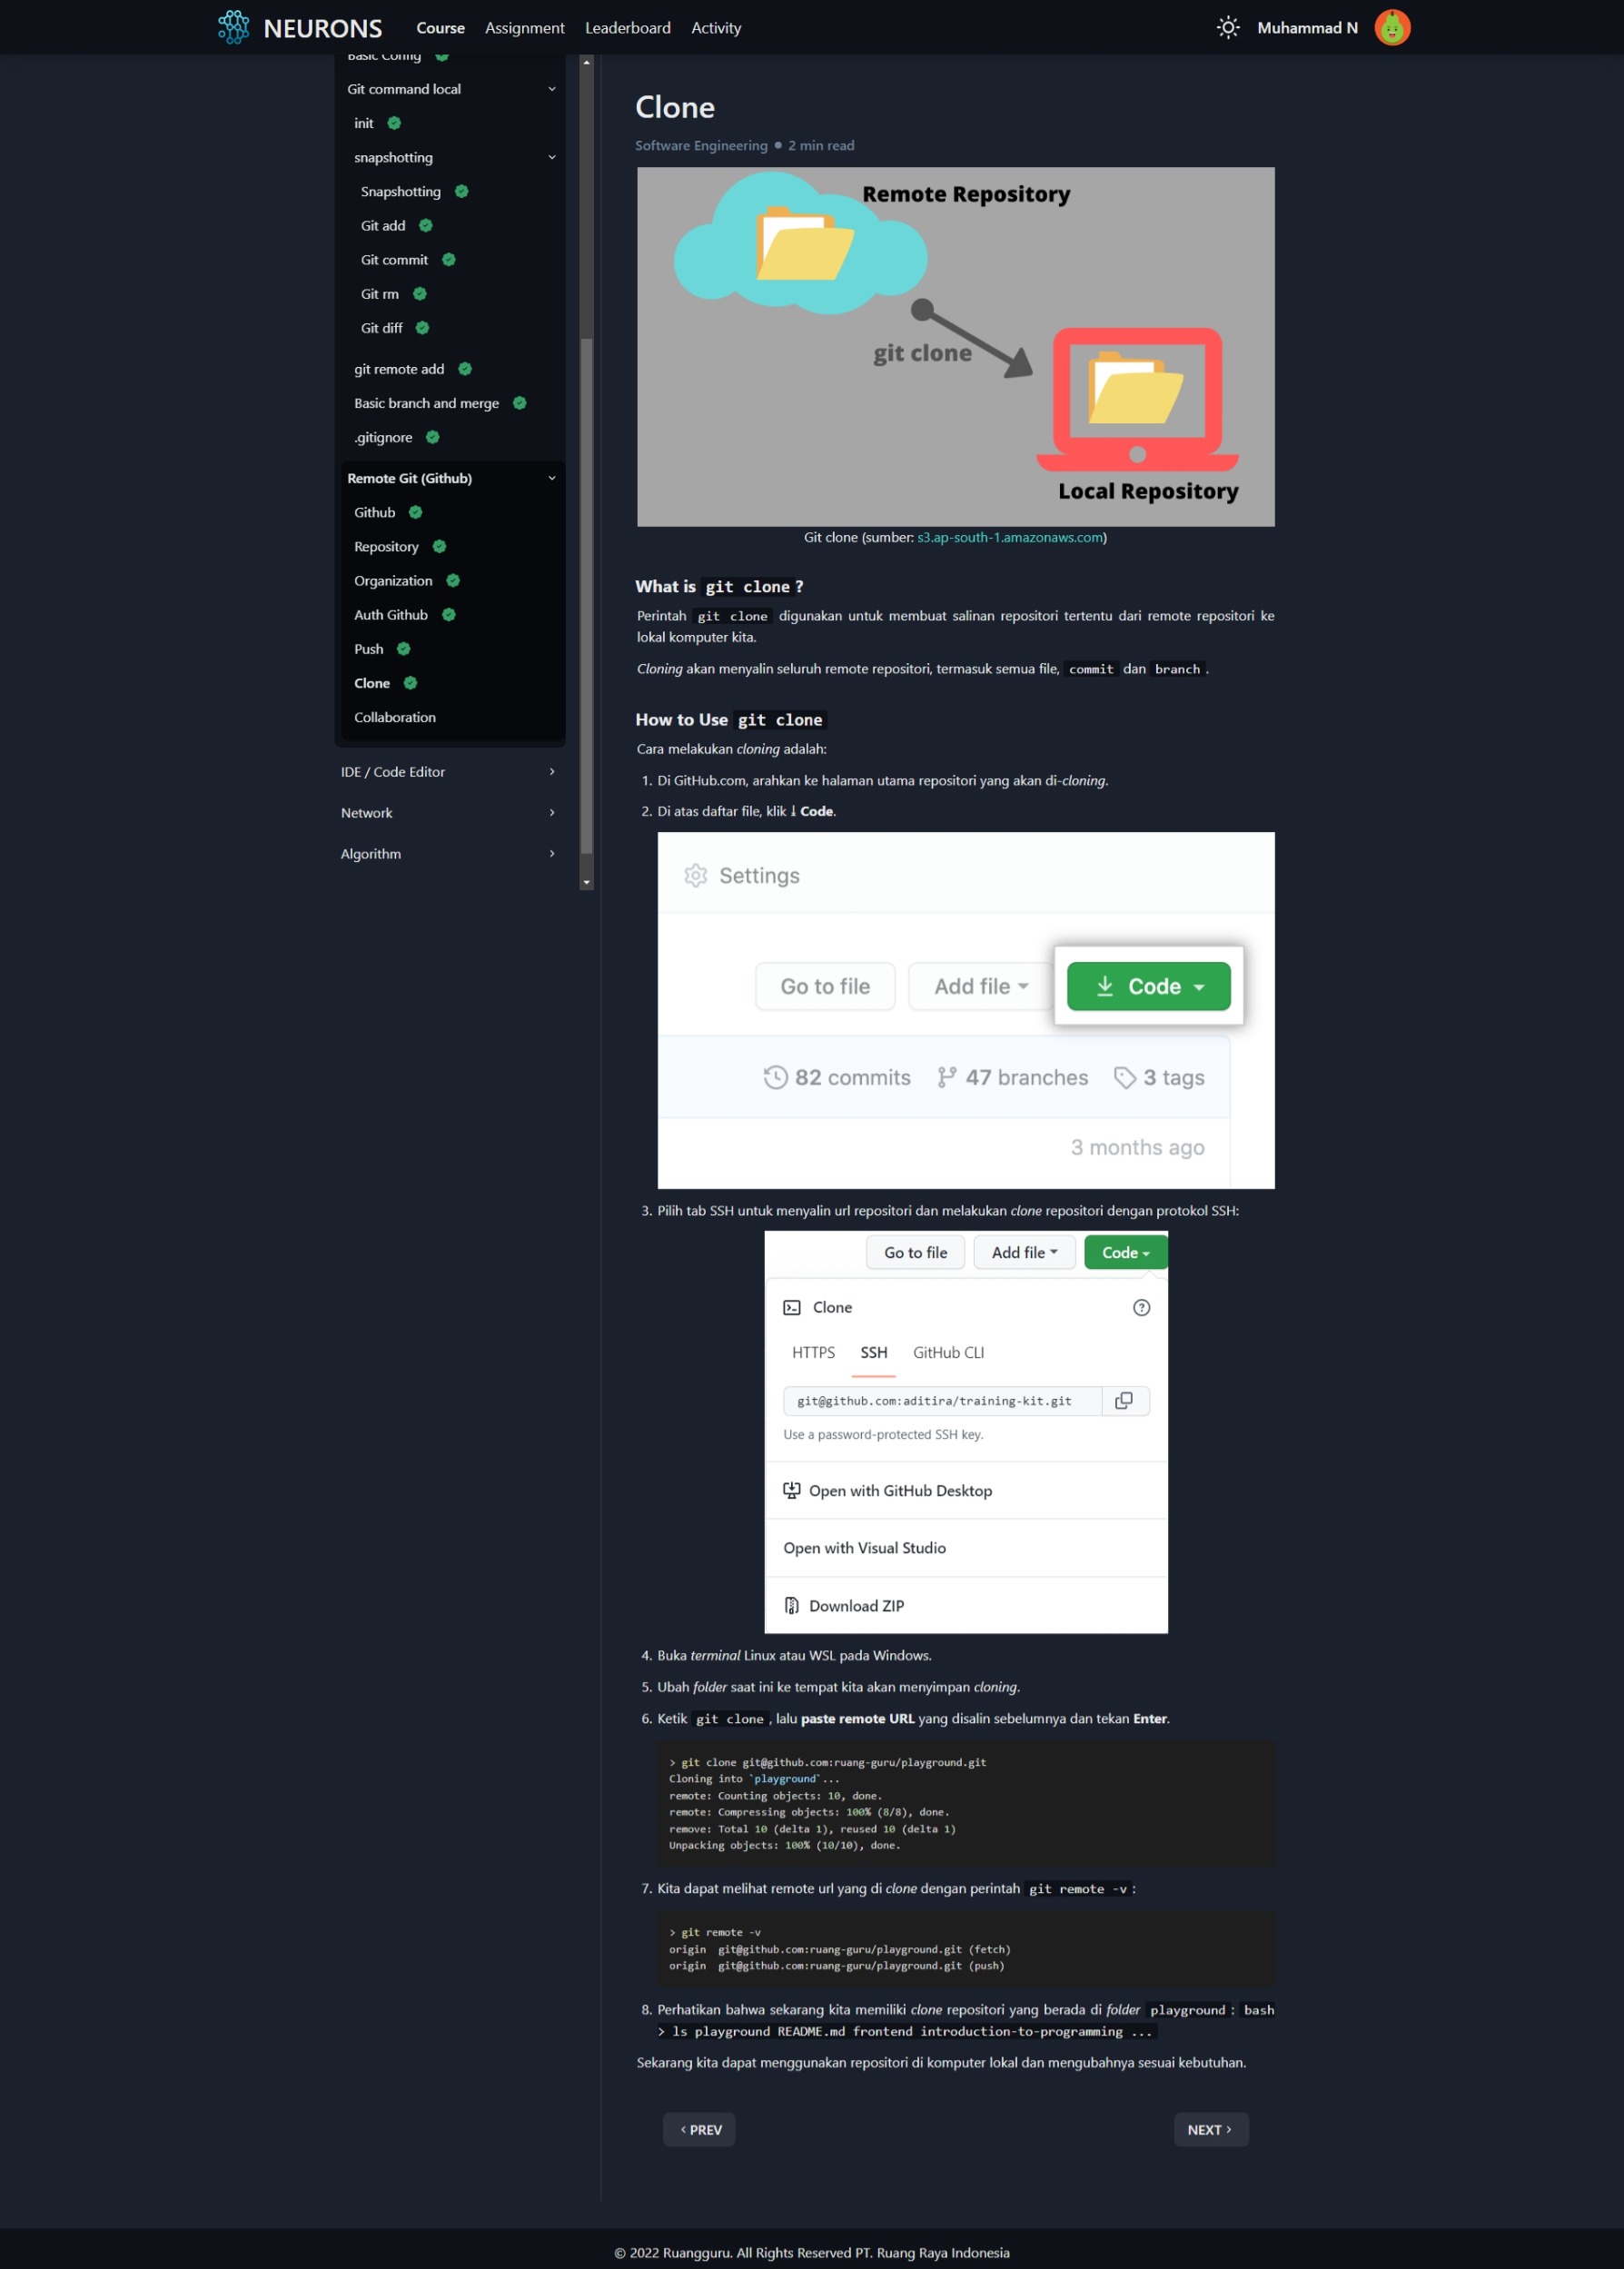 NEURONS
Course
Assignment
Leaderboard
Activity
Muhammad N
Basic Config
Git command local
init
snapshotting
Snapshotting
Git add
Git commit
Git rm
Git diff
git remote add
Basic branch and merge
.gitignore
Remote Git (Github)
Github
Repository
Organization
Auth Github
Push
Clone
Collaboration
IDE / Code Editor
Network
Algorithm
Clone
Software Engineering • 2 min read
Remote Repository
git clone
Local Repository
Git clone (sumber: s3.ap-south-1.amazonaws.com)
What is git clone ?
Perintah git clone digunakan untuk membuat salinan repositori tertentu dari remote repositori ke
lokal komputer kita.
Cloning akan menyalin seluruh remote repositori, termasuk semua file, commit dan branch .
How to Use git clone
Cara melakukan cloning adalah:
1. Di GitHub.com, arahkan ke halaman utama repositori yang akan di-cloning.
2. Di atas daftar file, klik ⤓ Code.
Settings
Go to file
Add file
Code
82 commits
47 branches
3 tags
3 months ago
3. Pilih tab SSH untuk menyalin url repositori dan melakukan clone repositori dengan protokol SSH:
Go to file
Add file
Code
Clone
HTTPS
SSH
GitHub CLI
git@github.com:aditira/training-kit.git
Use a password-protected SSH key.
Open with GitHub Desktop
Open with Visual Studio
Download ZIP
4. Buka terminal Linux atau WSL pada Windows.
5. Ubah folder saat ini ke tempat kita akan menyimpan cloning.
6. Ketik git clone , lalu paste remote URL yang disalin sebelumnya dan tekan Enter.
> git clone git@github.com:ruang-guru/playground.git
Cloning into `playground`...
remote: Counting objects: 10, done.
remote: Compressing objects: 100% (8/8), done.
remove: Total 10 (delta 1), reused 10 (delta 1)
Unpacking objects: 100% (10/10), done.
7. Kita dapat melihat remote url yang di clone dengan perintah git remote -v :
> git remote -v
origin  git@github.com:ruang-guru/playground.git (fetch)
origin  git@github.com:ruang-guru/playground.git (push)
8. Perhatikan bahwa sekarang kita memiliki clone repositori yang berada di folder playground : bash
> ls playground README.md frontend introduction-to-programming ...
Sekarang kita dapat menggunakan repositori di komputer lokal dan mengubahnya sesuai kebutuhan.
‹ PREV
NEXT ›
© 2022 Ruangguru. All Rights Reserved PT. Ruang Raya Indonesia